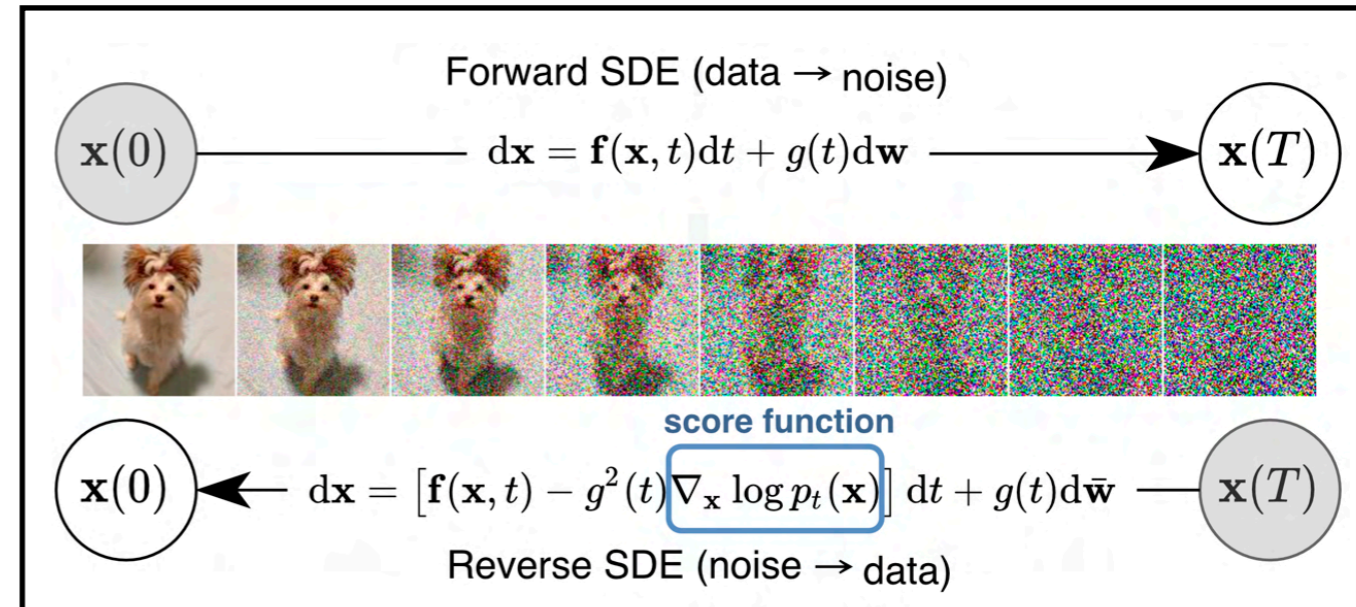 Forward SDE (data → noise)
x(0) dx = f(x, t)dt + g(t)dw x(T)
score function
x(0) dx = [f(x, t) − g²(t)∇ₓ log pₜ(x)] dt + g(t)dw̄ x(T)
Reverse SDE (noise → data)